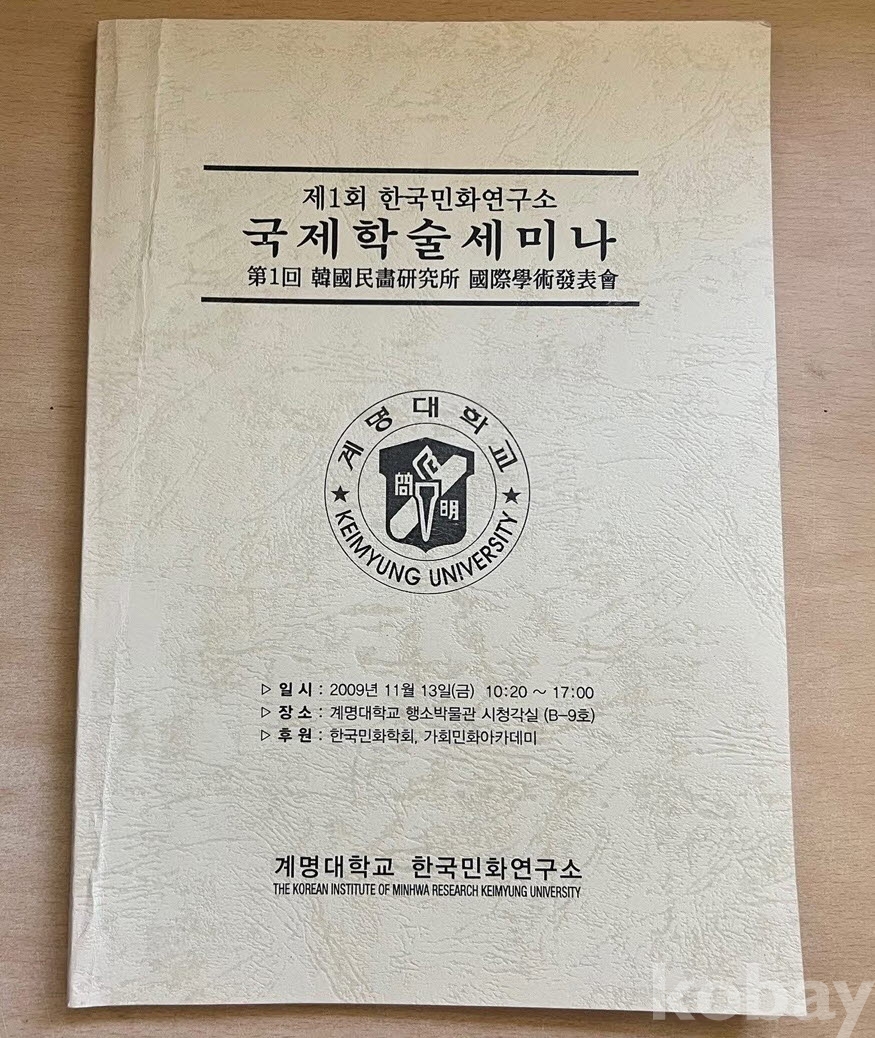 제1회 한국민화연구소
국제학술세미나
第1回 韓國民畵研究所 國際學術發表會
계명대학교
啓 明
KEIMYUNG UNIVERSITY
▷ 일 시 : 2009년 11월 13일(금) 10:20 ~ 17:00
▷ 장 소 : 계명대학교 행소박물관 시청각실 (B-9호)
▷ 후 원 : 한국민화학회, 가회민화아카데미
계명대학교 한국민화연구소
THE KOREAN INSTITUTE OF MINHWA RESEARCH KEIMYUNG UNIVERSITY
kobay